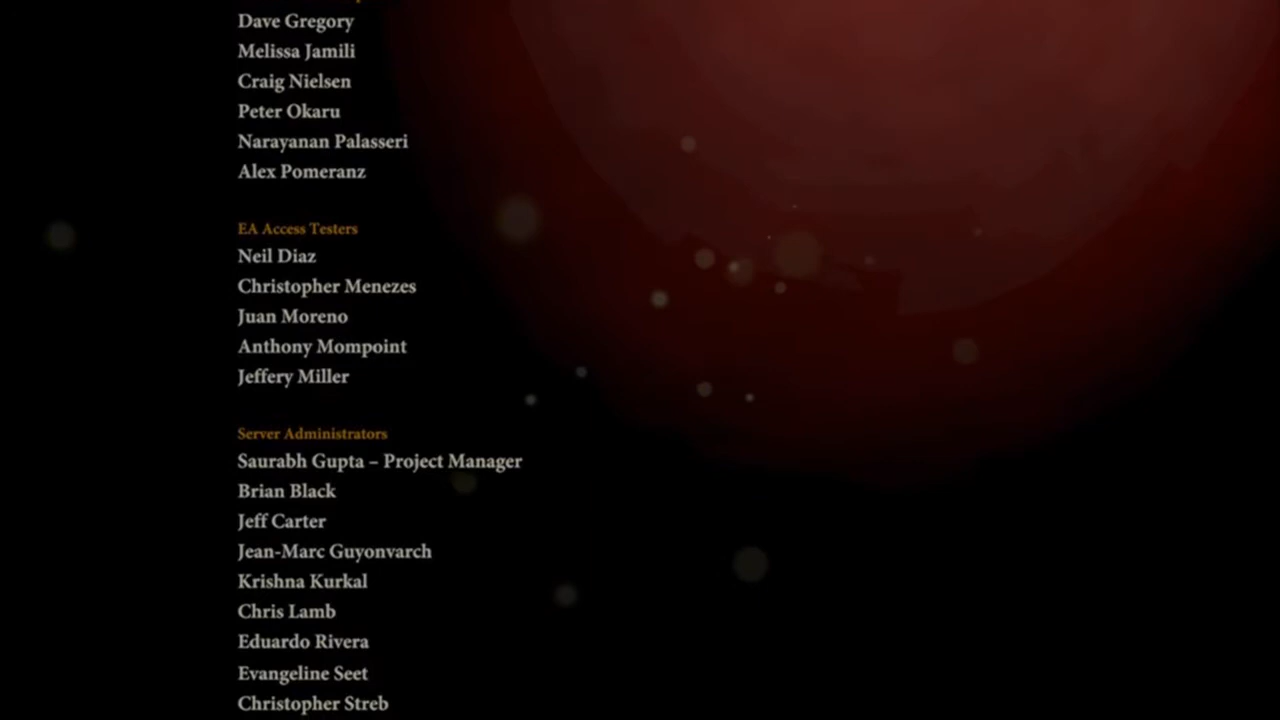 Dave Gregory
Melissa Jamili
Craig Nielsen
Peter Okaru
Narayanan Palasseri
Alex Pomeranz
EA Access Testers
Neil Diaz
Christopher Menezes
Juan Moreno
Anthony Mompoint
Jeffery Miller
Server Administrators
Saurabh Gupta – Project Manager
Brian Black
Jeff Carter
Jean-Marc Guyonvarch
Krishna Kurkal
Chris Lamb
Eduardo Rivera
Evangeline Seet
Christopher Streb